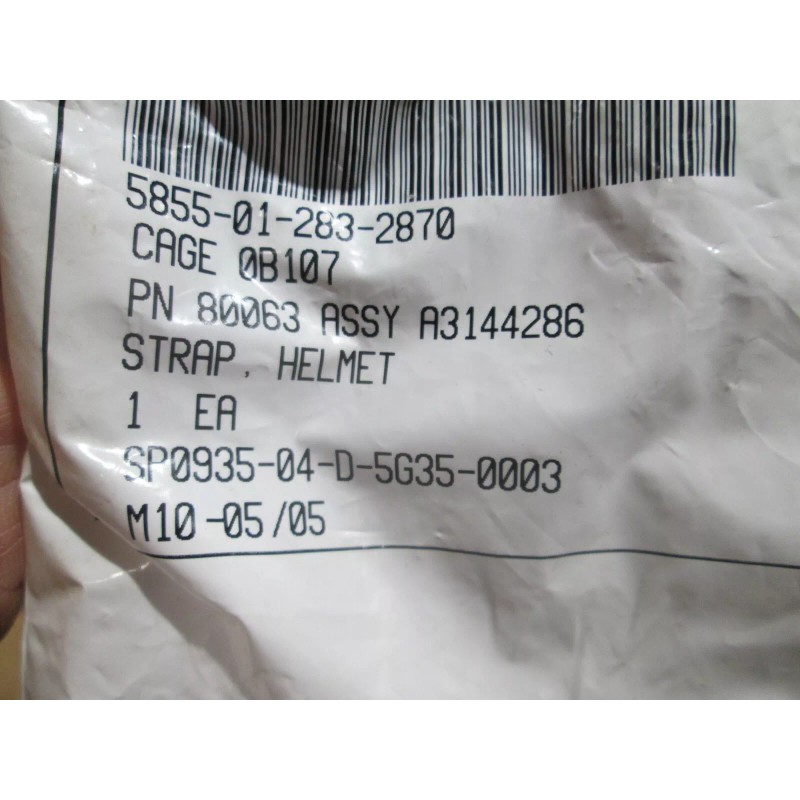 5855-01-283-2870
CAGE 0B107
PN 80063 ASSY A3144286
STRAP, HELMET
1 EA
SP0935-04-D-5G35-0003
M10-05/05